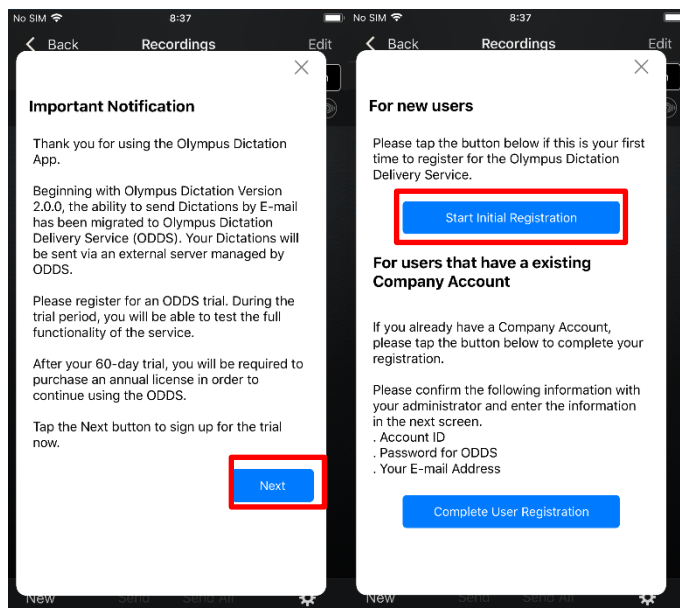 No SIM 8:37
Back Recordings Edit
Important Notification
Thank you for using the Olympus Dictation
App.
Beginning with Olympus Dictation Version
2.0.0, the ability to send Dictations by E-mail
has been migrated to Olympus Dictation
Delivery Service (ODDS). Your Dictations will
be sent via an external server managed by
ODDS.
Please register for an ODDS trial. During the
trial period, you will be able to test the full
functionality of the service.
After your 60-day trial, you will be required to
purchase an annual license in order to
continue using the ODDS.
Tap the Next button to sign up for the trial
now.
Next
New Send Send All
No SIM 8:37
Back Recordings Edit
For new users
Please tap the button below if this is your first
time to register for the Olympus Dictation
Delivery Service.
Start Initial Registration
For users that have a existing
Company Account
If you already have a Company Account,
please tap the button below to complete your
registration.
Please confirm the following information with
your administrator and enter the information
in the next screen.
. Account ID
. Password for ODDS
. Your E-mail Address
Complete User Registration
New Send Send All